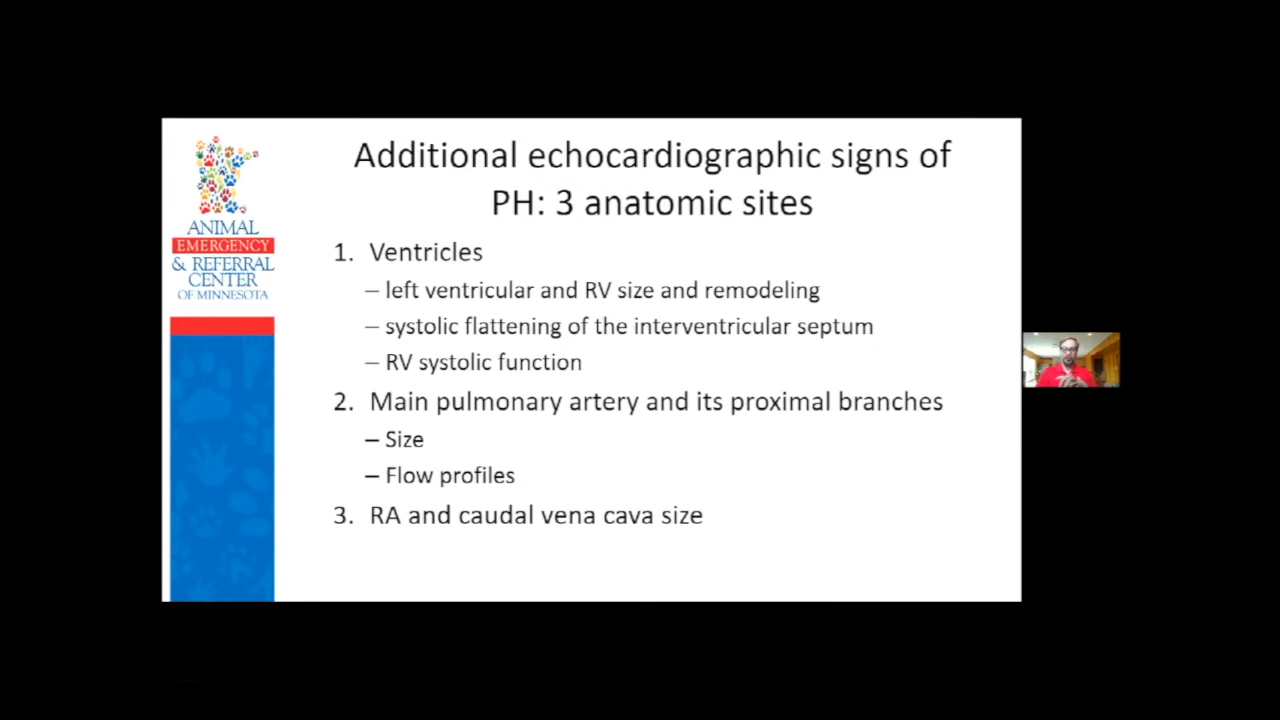 ANIMAL
EMERGENCY
& REFERRAL
CENTER
OF MINNESOTA
Additional echocardiographic signs of
PH: 3 anatomic sites
1. Ventricles
– left ventricular and RV size and remodeling
– systolic flattening of the interventricular septum
– RV systolic function
2. Main pulmonary artery and its proximal branches
– Size
– Flow profiles
3. RA and caudal vena cava size